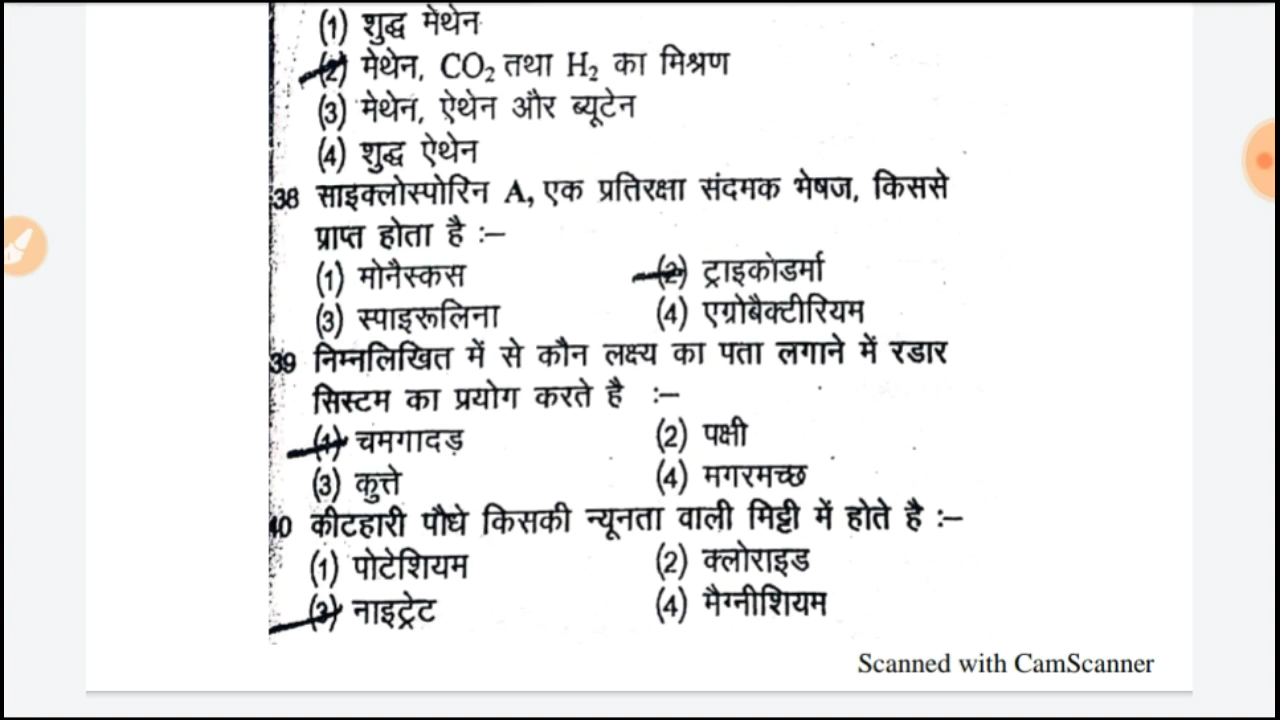 (1) शुद्ध मेथेन
(2) मेथेन, CO₂ तथा H₂ का मिश्रण
(3) मेथेन, ऐथेन और ब्यूटेन
(4) शुद्ध ऐथेन
38 साइक्लोस्पोरिन A, एक प्रतिरक्षा संदमक भेषज, किससे
प्राप्त होता है :–
(1) मोनैस्कस (2) ट्राइकोडर्मा
(3) स्पाइरूलिना (4) एग्रोबैक्टीरियम
39 निम्नलिखित में से कौन लक्ष्य का पता लगाने में रडार
सिस्टम का प्रयोग करते है :–
(1) चमगादड़ (2) पक्षी
(3) कुत्ते (4) मगरमच्छ
40 कीटहारी पौधे किसकी न्यूनता वाली मिट्टी में होते है :–
(1) पोटेशियम (2) क्लोराइड
(3) नाइट्रेट (4) मैग्नीशियम
Scanned with CamScanner